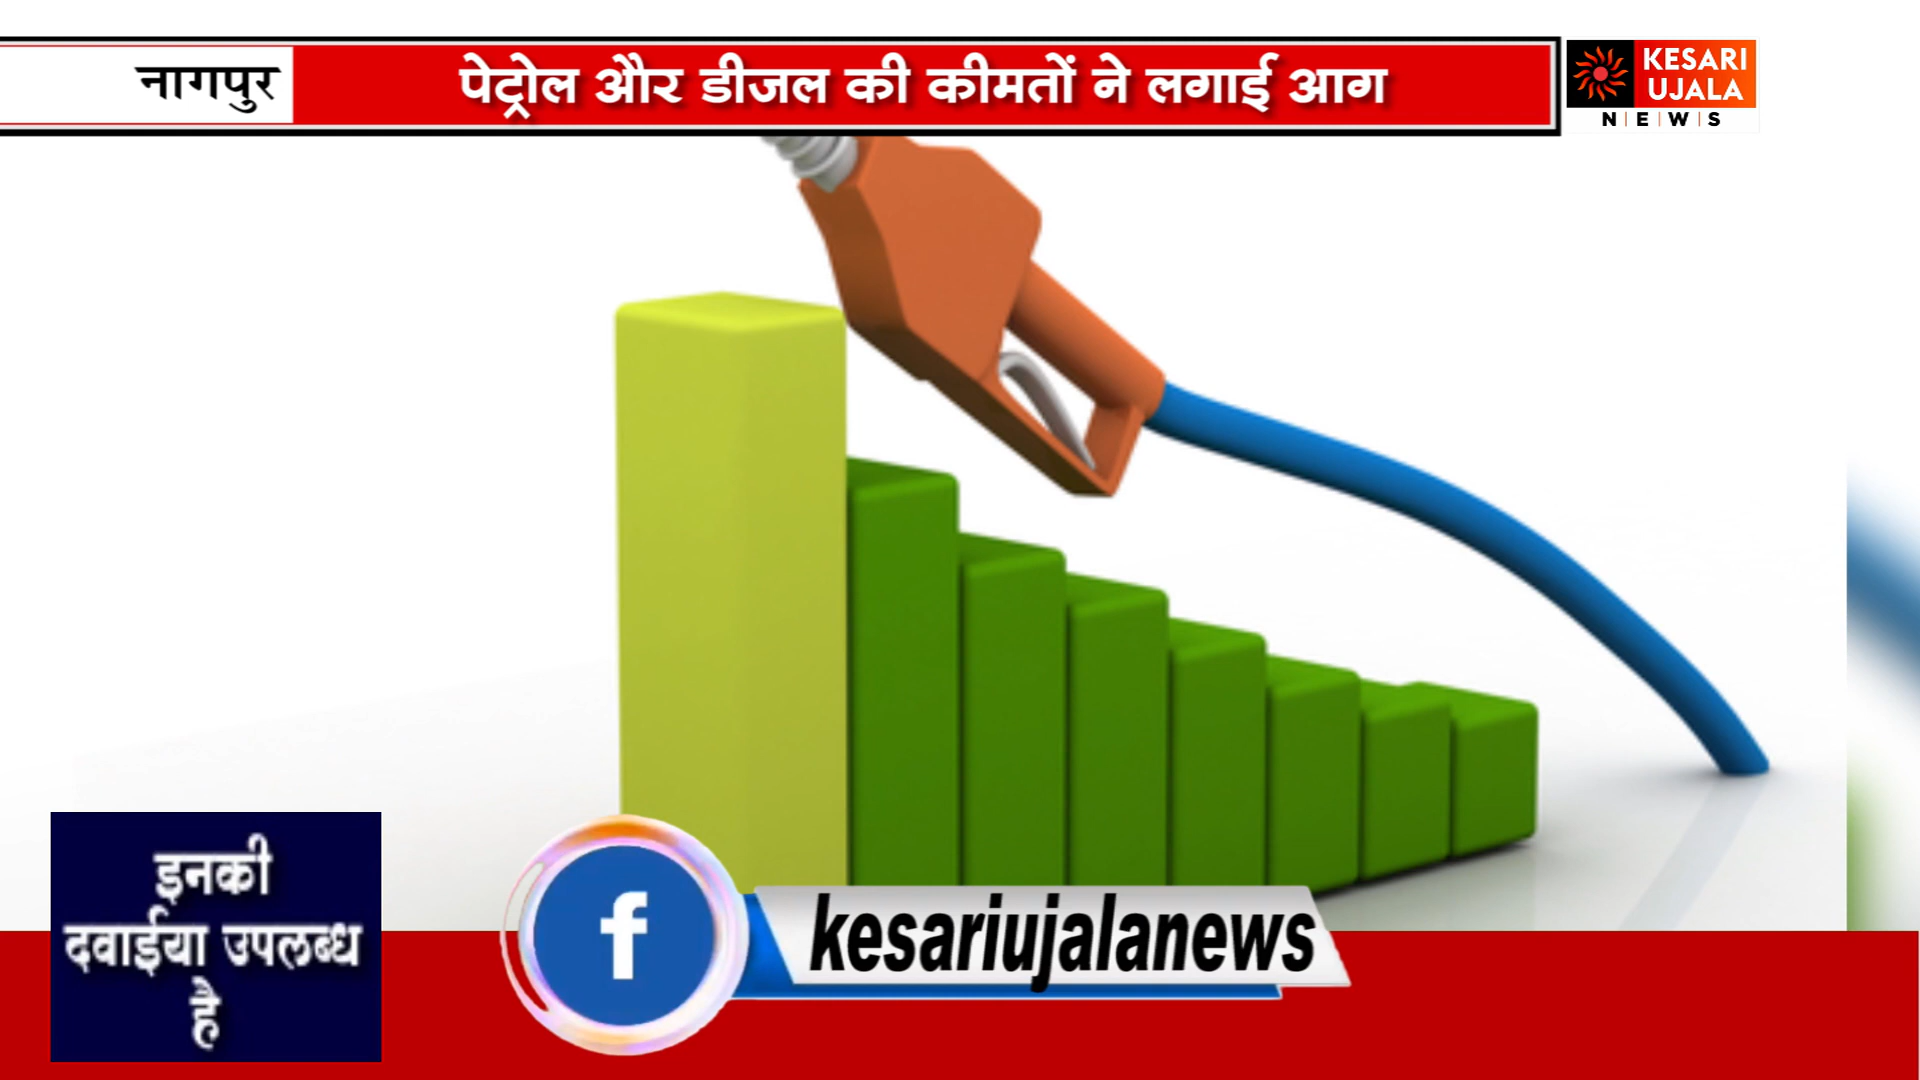 नागपुर
पेट्रोल और डीजल की कीमतों ने लगाई आग
KESARI
UJALA
NEWS
इनकी
दवाईया उपलब्ध
है
f
kesariujalanews